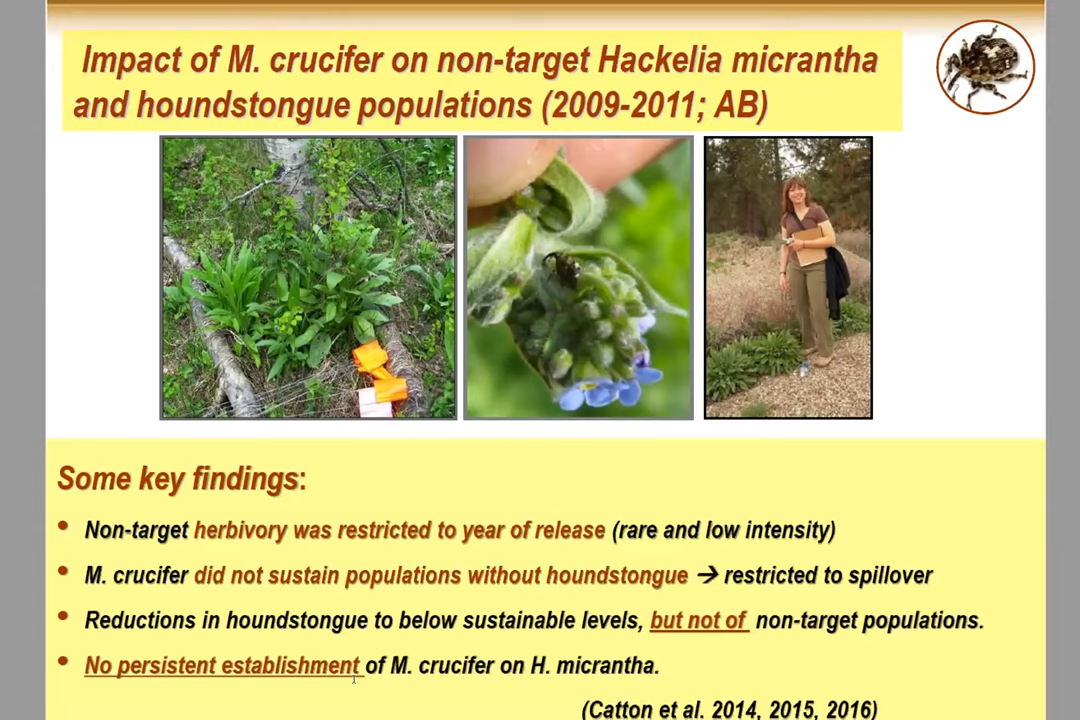 Impact of M. crucifer on non-target Hackelia micrantha
and houndstongue populations (2009-2011; AB)
Some key findings:
• Non-target herbivory was restricted to year of release (rare and low intensity)
• M. crucifer did not sustain populations without houndstongue → restricted to spillover
• Reductions in houndstongue to below sustainable levels, but not of non-target populations.
• No persistent establishment of M. crucifer on H. micrantha.
(Catton et al. 2014, 2015, 2016)